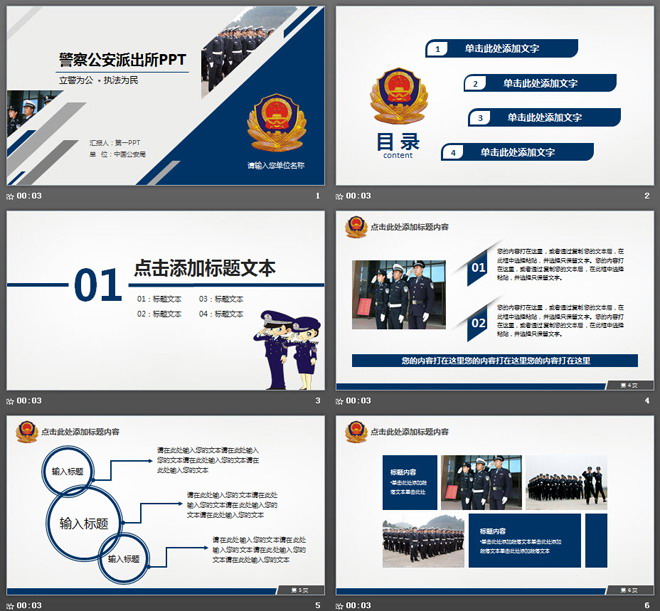 警察公安派出所PPT
立警为公 • 执法为民
汇报人：第一PPT
单 位：中国公安局
请输入您单位名称
00:03
1
1 单击此处添加文字
2 单击此处添加文字
3 单击此处添加文字
4 单击此处添加文字
目录
content
00:03
2
01
点击添加标题文本
01：标题文本 03：标题文本
02：标题文本 04：标题文本
00:03
3
点击此处添加标题内容
01
您的内容打在这里，或者通过复制您的文本后，在
此框中选择粘贴，并选择只保留文字。您的内容打
在这里，或者通过复制您的文本后，在此框中选择
粘贴，并选择只保留文字。
02
您的内容打在这里，或者通过复制您的文本后，在
此框中选择粘贴，并选择只保留文字。您的内容打
在这里，或者通过复制您的文本后，在此框中选择
粘贴，并选择只保留文字。
您的内容打在这里您的内容打在这里您的内容打在这里
第 4 页
00:03
4
点击此处添加标题内容
输入标题
请在此处输入您的文本请在此处输入
您的文本请在此处输入您的文本请在
此处输入您的文本
输入标题
请在此处输入您的文本请在此处
输入您的文本请在此处输入您的
文本请在此处输入您的文本
输入标题
请在此处输入您的文本请在此处
输入您的文本请在此处输入您的
文本请在此处输入您的文本
第 5 页
00:03
5
点击此处添加标题内容
标题内容
•单击此处添加段
落文本单击此处
标题内容
•单击此处添加段落文本单击此处添加
段落文本单击此处添加段落文本
第 6 页
00:03
6